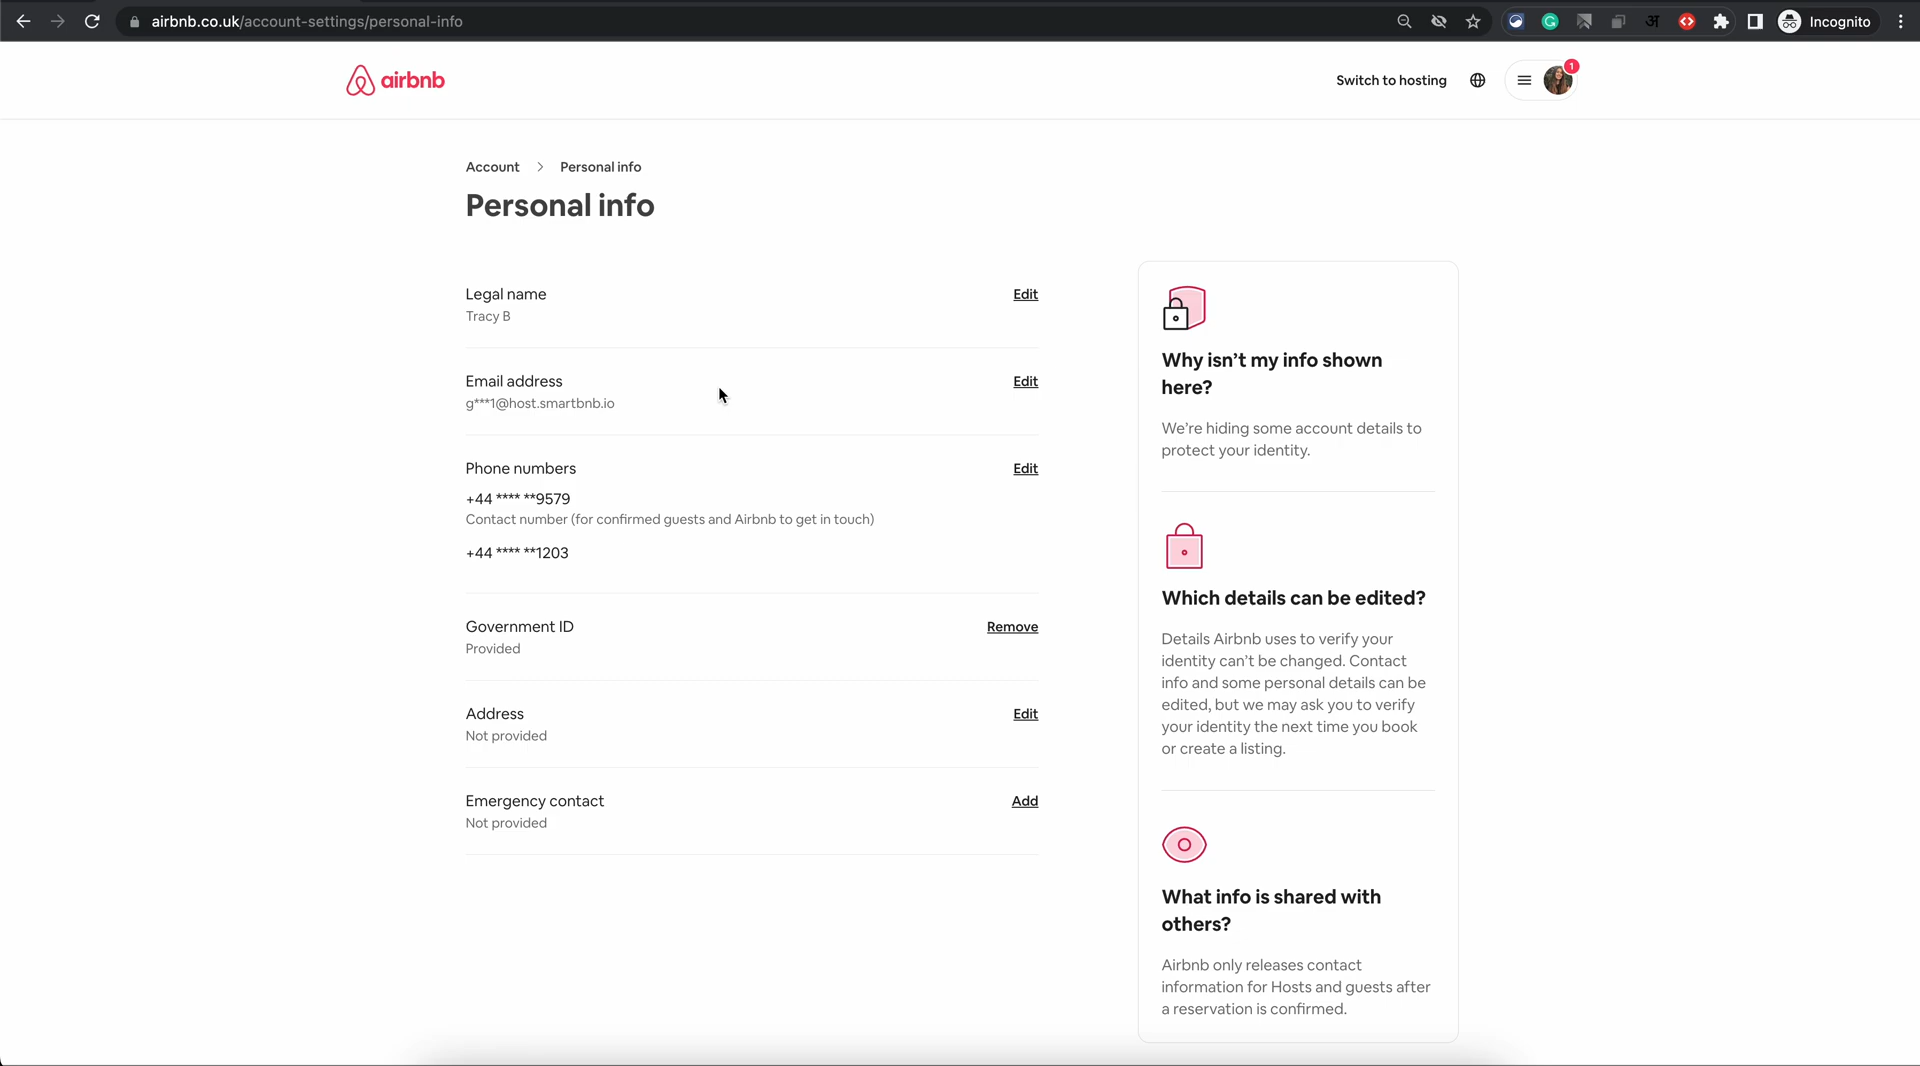 airbnb.co.uk/account-settings/personal-info
Incognito
airbnb
Switch to hosting
1
Account > Personal info
Personal info
Legal name
Edit
Tracy B
Email address
Edit
g***1@host.smartbnb.io
Phone numbers
Edit
+44 **** **9579
Contact number (for confirmed guests and Airbnb to get in touch)
+44 **** **1203
Government ID
Remove
Provided
Address
Edit
Not provided
Emergency contact
Add
Not provided
Why isn’t my info shown
here?
We’re hiding some account details to
protect your identity.
Which details can be edited?
Details Airbnb uses to verify your
identity can’t be changed. Contact
info and some personal details can be
edited, but we may ask you to verify
your identity the next time you book
or create a listing.
What info is shared with
others?
Airbnb only releases contact
information for Hosts and guests after
a reservation is confirmed.